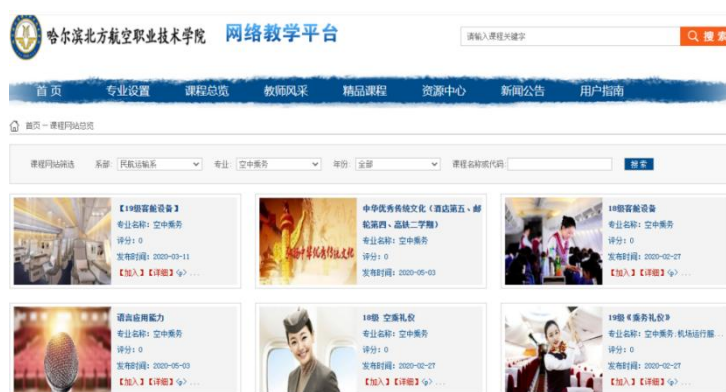 哈尔滨北方航空职业技术学院 网络教学平台
请输入课程关键字
搜 索
首 页 专业设置 课程总览 教师风采 精品课程 资源中心 新闻公告 用户指南
首页 - 课程网站总览
课程网站筛选 系部: 民航运输系 专业: 空中乘务 年份: 全部 课程名称或代码: 搜 索
【19级客舱设备】
专业名称: 空中乘务
评分: 0
发布时间: 2020-03-11
【加入】【详细】 ...
中华优秀传统文化
中华优秀传统文化 (酒店第五、邮
轮第四、高铁二学期)
专业名称: 空中乘务
评分: 0
发布时间: 2020-05-03
【加入】【详细】 ...
18级客舱设备
专业名称: 空中乘务
评分: 0
发布时间: 2020-02-27
【加入】【详细】 ...
语言应用能力
专业名称: 空中乘务
评分: 0
发布时间: 2020-05-03
【加入】【详细】 ...
18级 空乘礼仪
专业名称: 空中乘务
评分: 0
发布时间: 2020-02-27
【加入】【详细】 ...
19级《乘务礼仪》
专业名称: 空中乘务;机场运行服...
评分: 0
发布时间: 2020-02-27
【加入】【详细】 ...